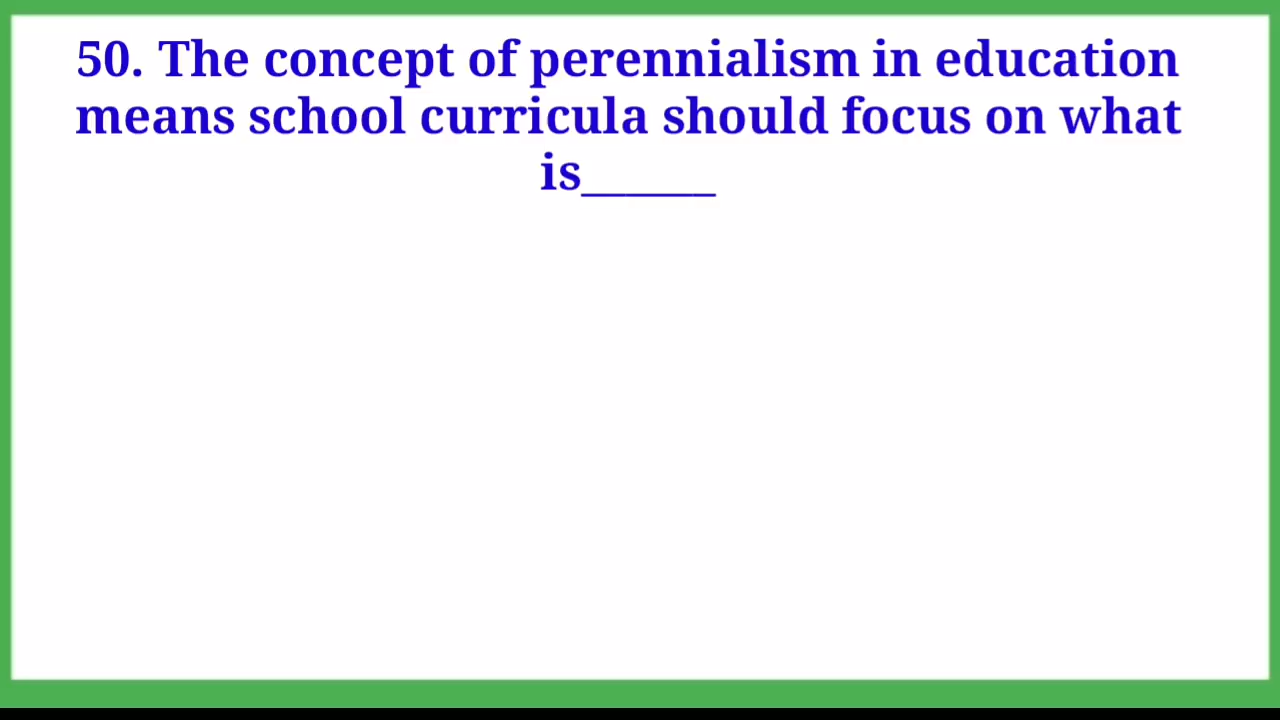 50. The concept of perennialism in education
means school curricula should focus on what
is______